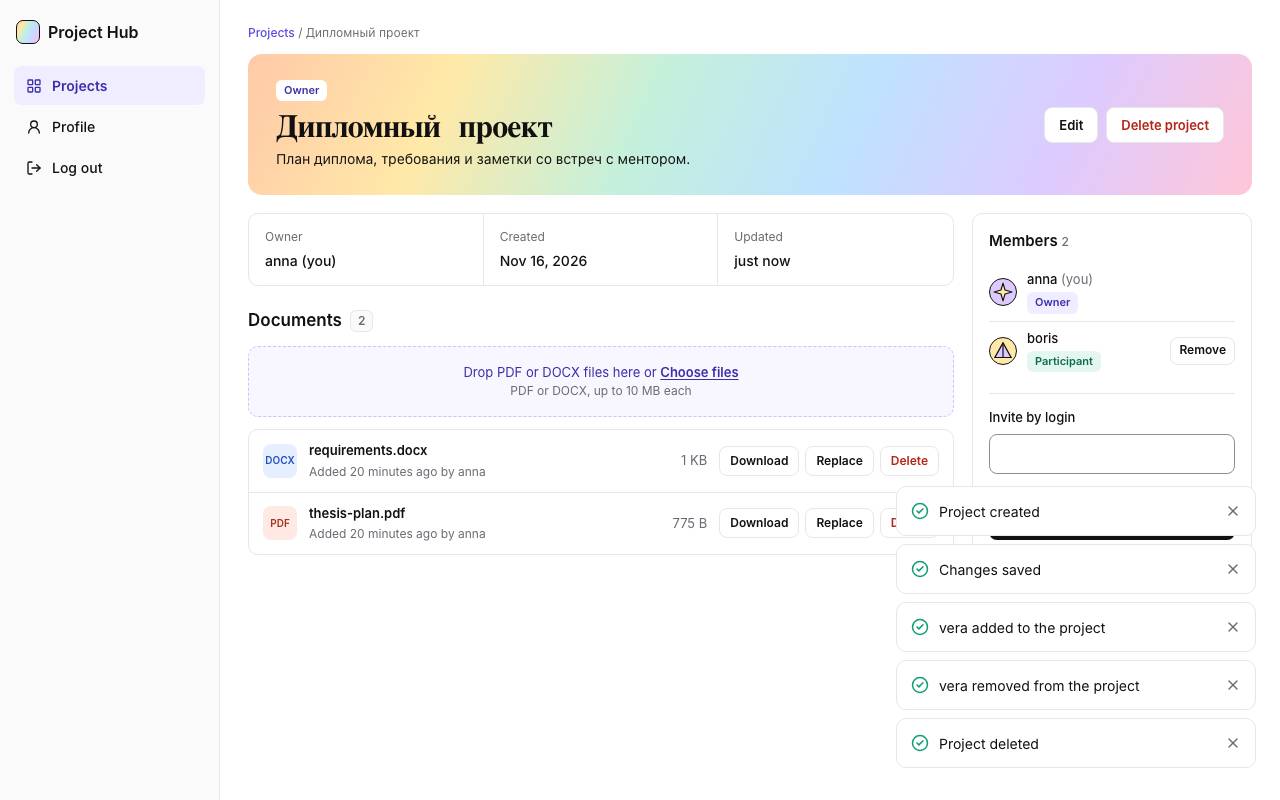 Project Hub
Projects
Profile
Log out
Projects / Дипломный проект
Owner
Дипломный проект
План диплома, требования и заметки со встреч с ментором.
Edit
Delete project
Owner
anna (you)
Created
Nov 16, 2026
Updated
just now
Documents 2
Drop PDF or DOCX files here or Choose files
PDF or DOCX, up to 10 MB each
DOCX
requirements.docx
Added 20 minutes ago by anna
1 KB
Download
Replace
Delete
PDF
thesis-plan.pdf
Added 20 minutes ago by anna
775 B
Download
Replace
Members 2
anna (you)
Owner
boris
Participant
Remove
Invite by login
Project created
Changes saved
vera added to the project
vera removed from the project
Project deleted